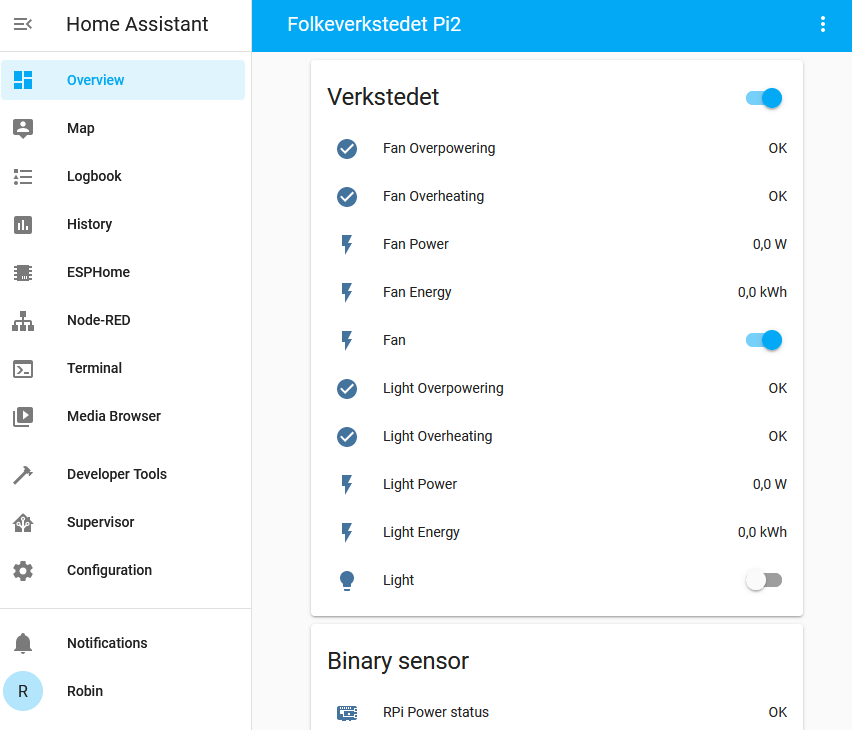 Home Assistant
Overview
Map
Logbook
History
ESPHome
Node-RED
Terminal
Media Browser
Developer Tools
Supervisor
Configuration
Notifications
R Robin
Folkeverkstedet Pi2
Verkstedet
Fan Overpowering OK
Fan Overheating OK
Fan Power 0,0 W
Fan Energy 0,0 kWh
Fan
Light Overpowering OK
Light Overheating OK
Light Power 0,0 W
Light Energy 0,0 kWh
Light
Binary sensor
RPi Power status OK